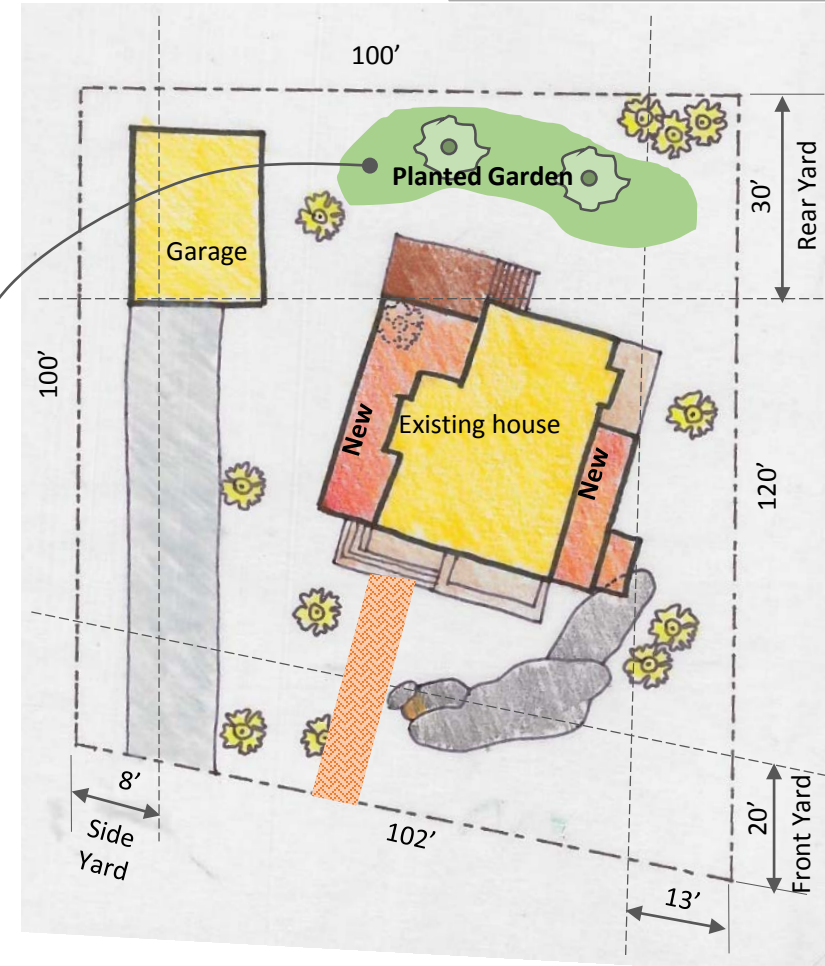 100’
Planted Garden
30’
Rear Yard
Garage
100’
New
Existing house
New
120’
8’
Side
Yard
102’
20’
Front Yard
13’